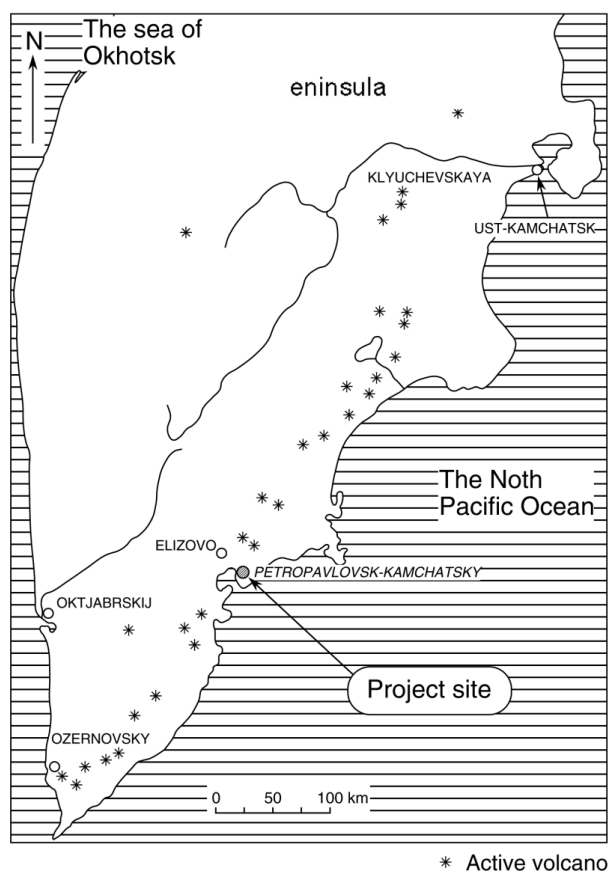 The sea of
Okhotsk
N
eninsula
KLYUCHEVSKAYA
UST-KAMCHATSK
The Noth
Pacific Ocean
ELIZOVO
PETROPAVLOVSK-KAMCHATSKY
OKTJABRSKIJ
Project site
OZERNOVSKY
0 50 100 km
Active volcano